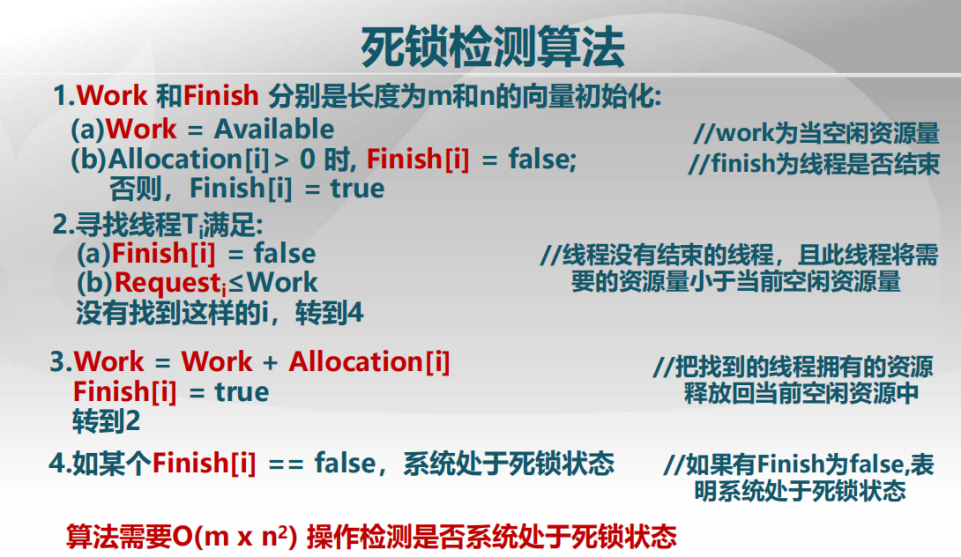 死锁检测算法
1.Work 和Finish 分别是长度为m和n的向量初始化:
(a)Work = Available //work为当空闲资源量
(b)Allocation[i]> 0 时, Finish[i] = false; //finish为线程是否结束
否则，Finish[i] = true
2.寻找线程Ti满足:
(a)Finish[i] = false //线程没有结束的线程，且此线程将需
(b)Requesti≤Work 要的资源量小于当前空闲资源量
没有找到这样的i，转到4
3.Work = Work + Allocation[i] //把找到的线程拥有的资源
Finish[i] = true 释放回当前空闲资源中
转到2
4.如某个Finish[i] == false，系统处于死锁状态 //如果有Finish为false,表
明系统处于死锁状态
算法需要O(m x n²) 操作检测是否系统处于死锁状态